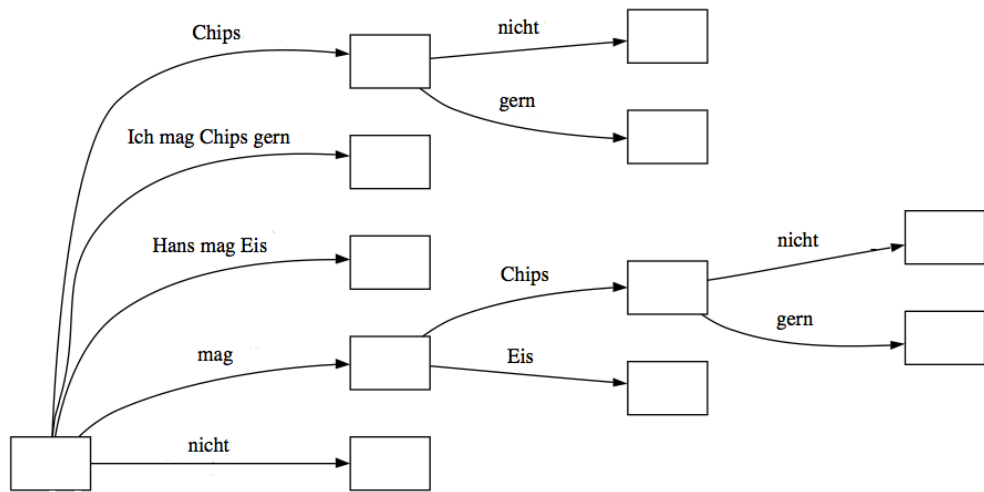 Chips
nicht
gern
Ich mag Chips gern
Hans mag Eis
Chips
nicht
gern
mag
Eis
nicht